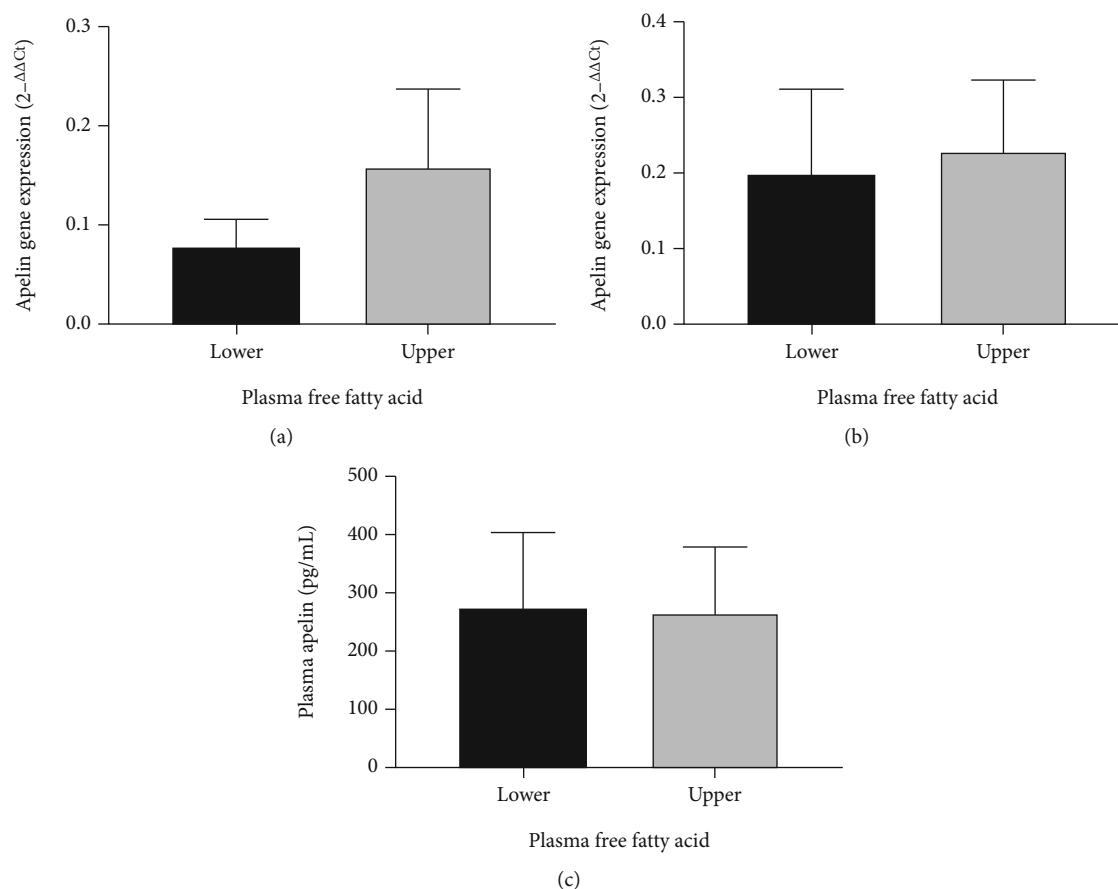 Apelin gene expression (2–ΔΔCt)
0.3
0.2
0.1
0.0
Lower
Upper
Plasma free fatty acid
(a)
Apelin gene expression (2–ΔΔCt)
0.4
0.3
0.2
0.1
0.0
Lower
Upper
Plasma free fatty acid
(b)
Plasma apelin (pg/mL)
500
400
300
200
100
0
Lower
Upper
Plasma free fatty acid
(c)